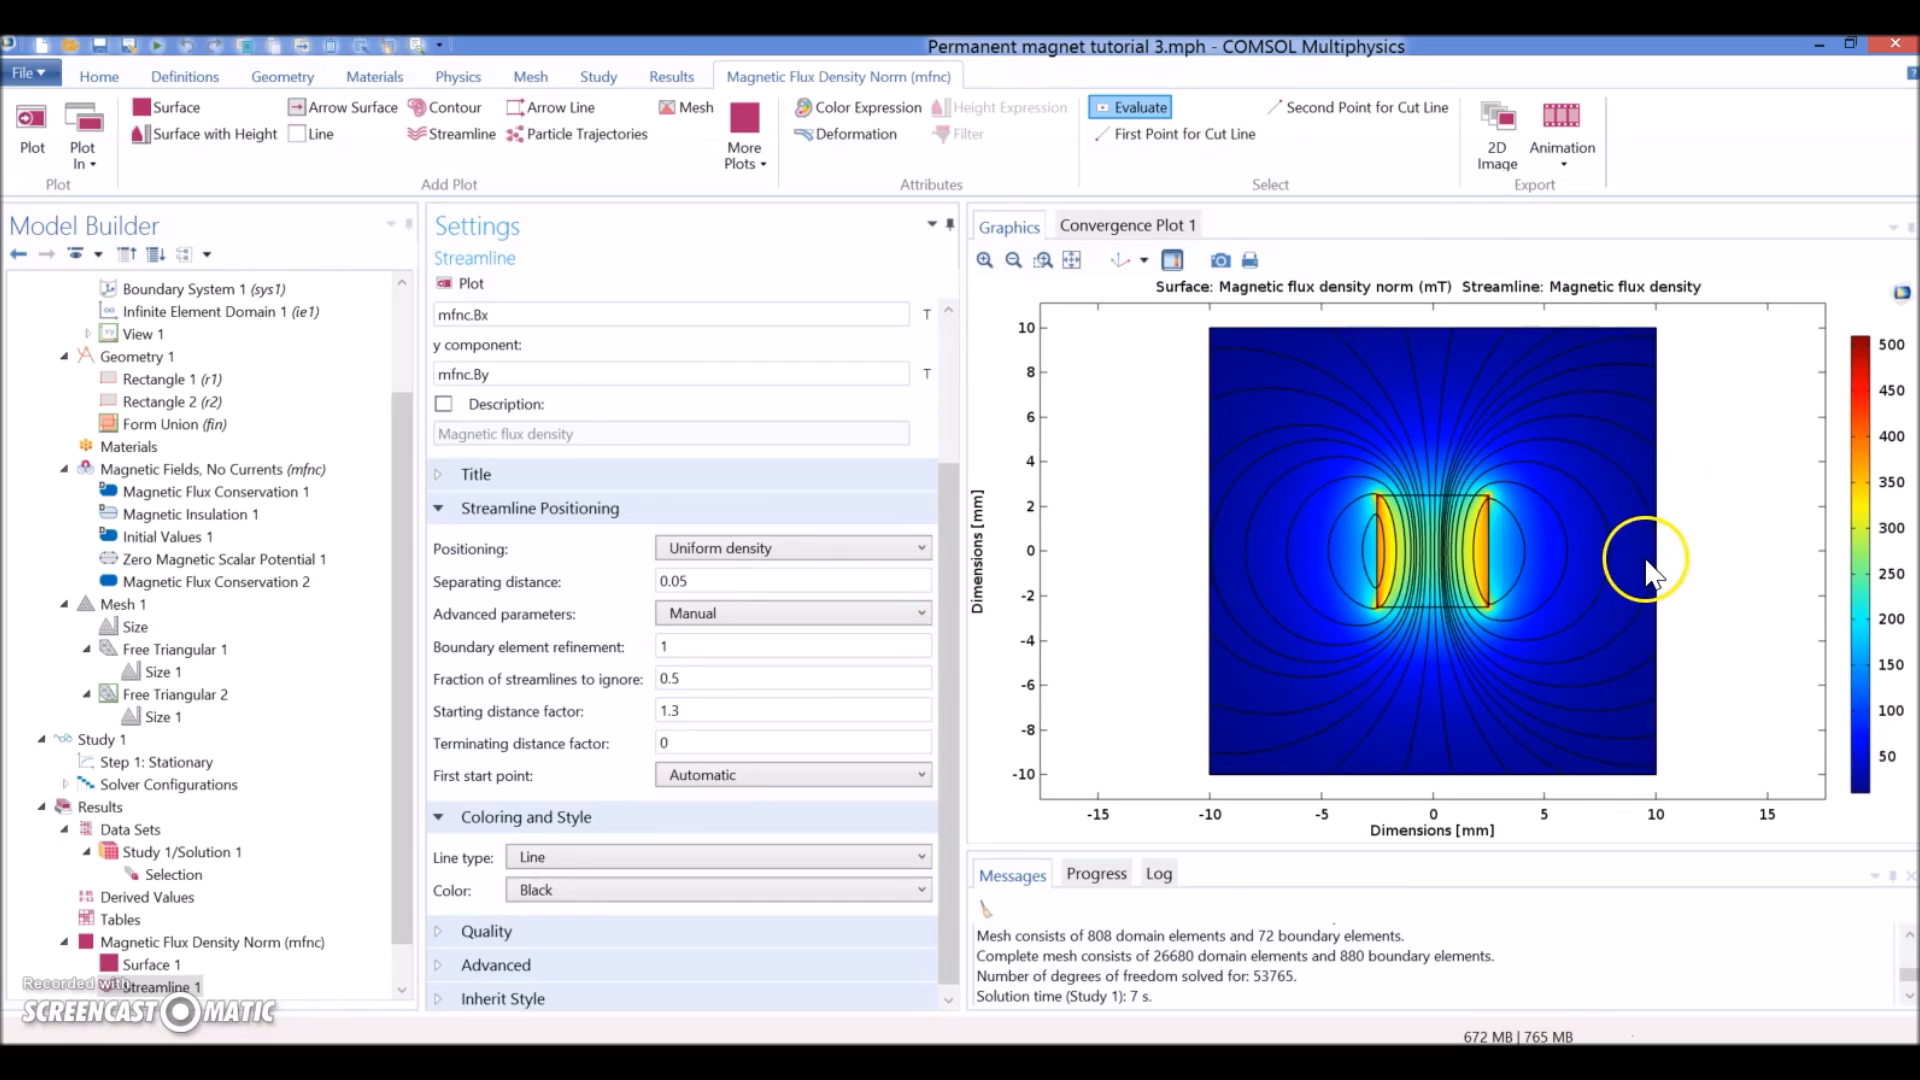 Permanent magnet tutorial 3.mph - COMSOL Multiphysics
File
Home
Definitions
Geometry
Materials
Physics
Mesh
Study
Results
Magnetic Flux Density Norm (mfnc)
Surface
Arrow Surface
Contour
Arrow Line
Mesh
Color Expression
Height Expression
Evaluate
Second Point for Cut Line
Surface with Height
Line
Streamline
Particle Trajectories
Deformation
Filter
First Point for Cut Line
Plot
Plot In
More Plots
2D Image
Animation
Plot
Add Plot
Attributes
Select
Export
Model Builder
Boundary System 1 (sys1)
Infinite Element Domain 1 (ie1)
View 1
Geometry 1
Rectangle 1 (r1)
Rectangle 2 (r2)
Form Union (fin)
Materials
Magnetic Fields, No Currents (mfnc)
Magnetic Flux Conservation 1
Magnetic Insulation 1
Initial Values 1
Zero Magnetic Scalar Potential 1
Magnetic Flux Conservation 2
Mesh 1
Size
Free Triangular 1
Size 1
Free Triangular 2
Size 1
Study 1
Step 1: Stationary
Solver Configurations
Results
Data Sets
Study 1/Solution 1
Selection
Derived Values
Tables
Magnetic Flux Density Norm (mfnc)
Surface 1
Streamline 1
Recorded with
SCREENCAST-O-MATIC
Settings
Streamline
Plot
mfnc.Bx
T
y component:
mfnc.By
T
Description:
Magnetic flux density
Title
Streamline Positioning
Positioning: Uniform density
Separating distance: 0.05
Advanced parameters: Manual
Boundary element refinement: 1
Fraction of streamlines to ignore: 0.5
Starting distance factor: 1.3
Terminating distance factor: 0
First start point: Automatic
Coloring and Style
Line type: Line
Color: Black
Quality
Advanced
Inherit Style
Graphics
Convergence Plot 1
Surface: Magnetic flux density norm (mT) Streamline: Magnetic flux density
10
8
6
4
2
0
-2
-4
-6
-8
-10
Dimensions [mm]
-15
-10
-5
0
5
10
15
Dimensions [mm]
500
450
400
350
300
250
200
150
100
50
Messages
Progress
Log
Mesh consists of 808 domain elements and 72 boundary elements.
Complete mesh consists of 26680 domain elements and 880 boundary elements.
Number of degrees of freedom solved for: 53765.
Solution time (Study 1): 7 s.
672 MB | 765 MB